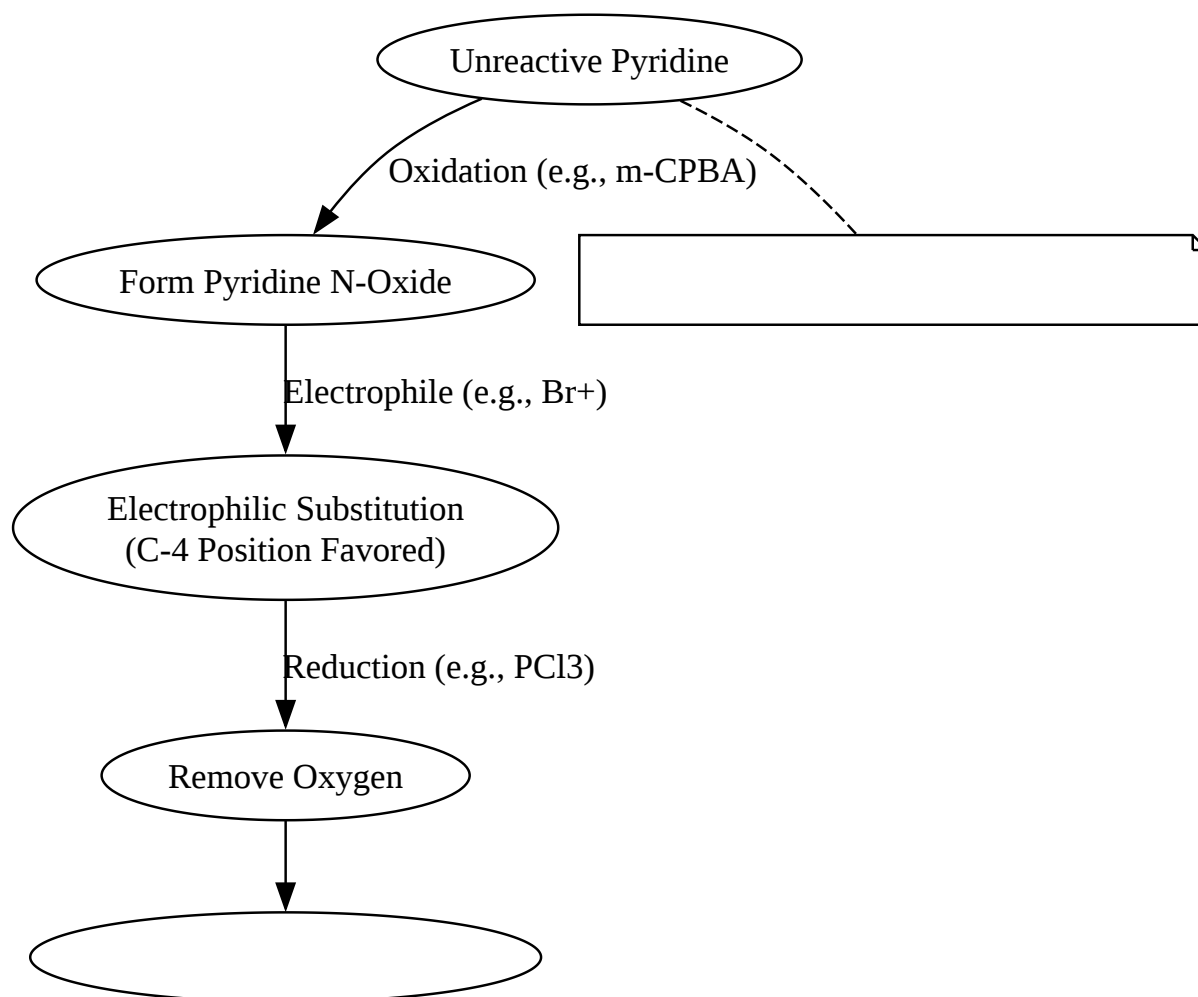 Unreactive Pyridine
Oxidation (e.g., m-CPBA)
Form Pyridine N-Oxide
Electrophile (e.g., Br+)
Electrophilic Substitution
(C-4 Position Favored)
Reduction (e.g., PCl3)
Remove Oxygen